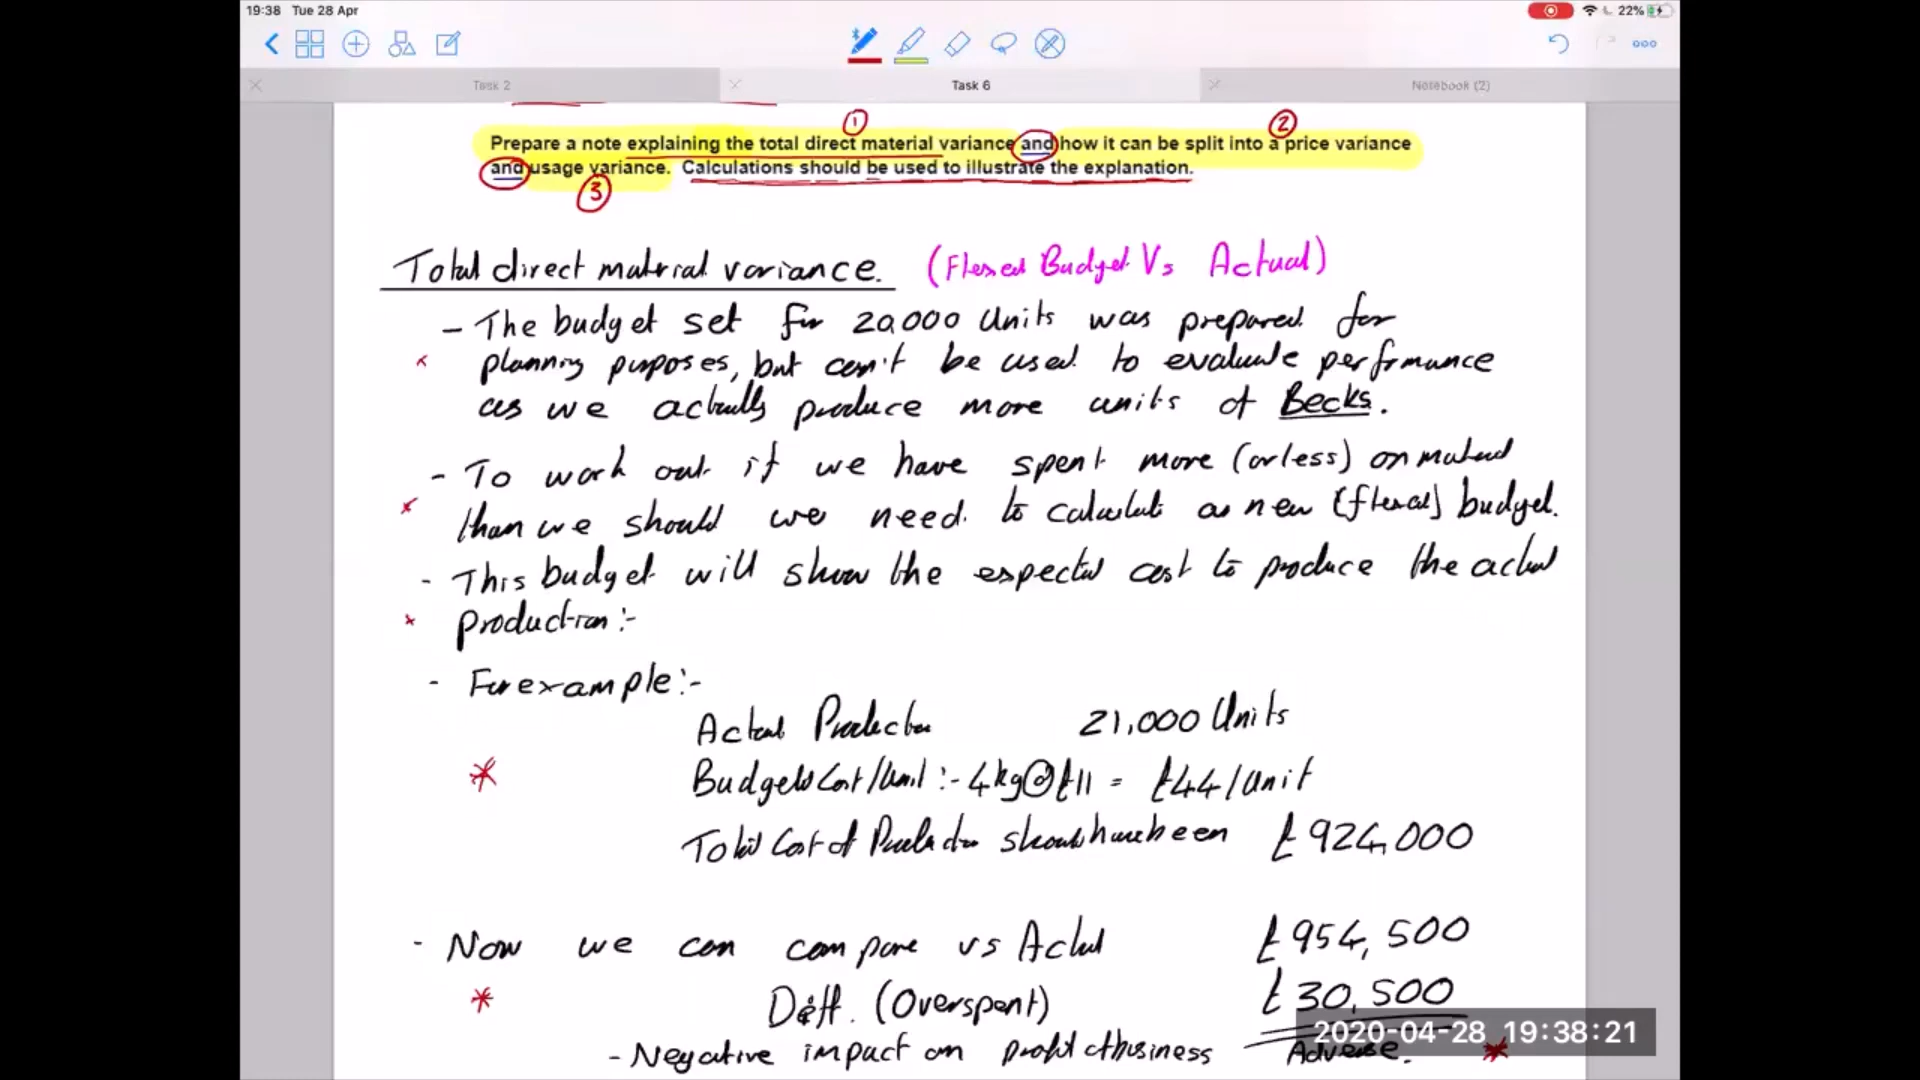 19:38 Tue 28 Apr
22%
Task 2
Task 6
Notebook (2)
1
2
Prepare a note explaining the total direct material variance and how it can be split into a price variance
and usage variance. Calculations should be used to illustrate the explanation.
3
Total direct material variance. (Flexed Budget Vs Actual)
- The budget set for 20,000 Units was prepared for
planning purposes, but can't be used to evaluate performance
as we actually produce more units of Becks.
- To work out if we have spent more (or less) on material
than we should we need to calculate a new (flexed) budget.
- This budget will show the expected cost to produce the actual
production:-
- For example:-
Actual Production 21,000 Units
Budgeted Cost/Unit :- 4kg @ £11 = £44/Unit
Total Cost of Production should have been £924,000
- Now we can compare vs Actual £954,500
Diff. (Overspent) £30,500
2020-04-28 19:38:21
- Negative impact on profit of business Adverse.